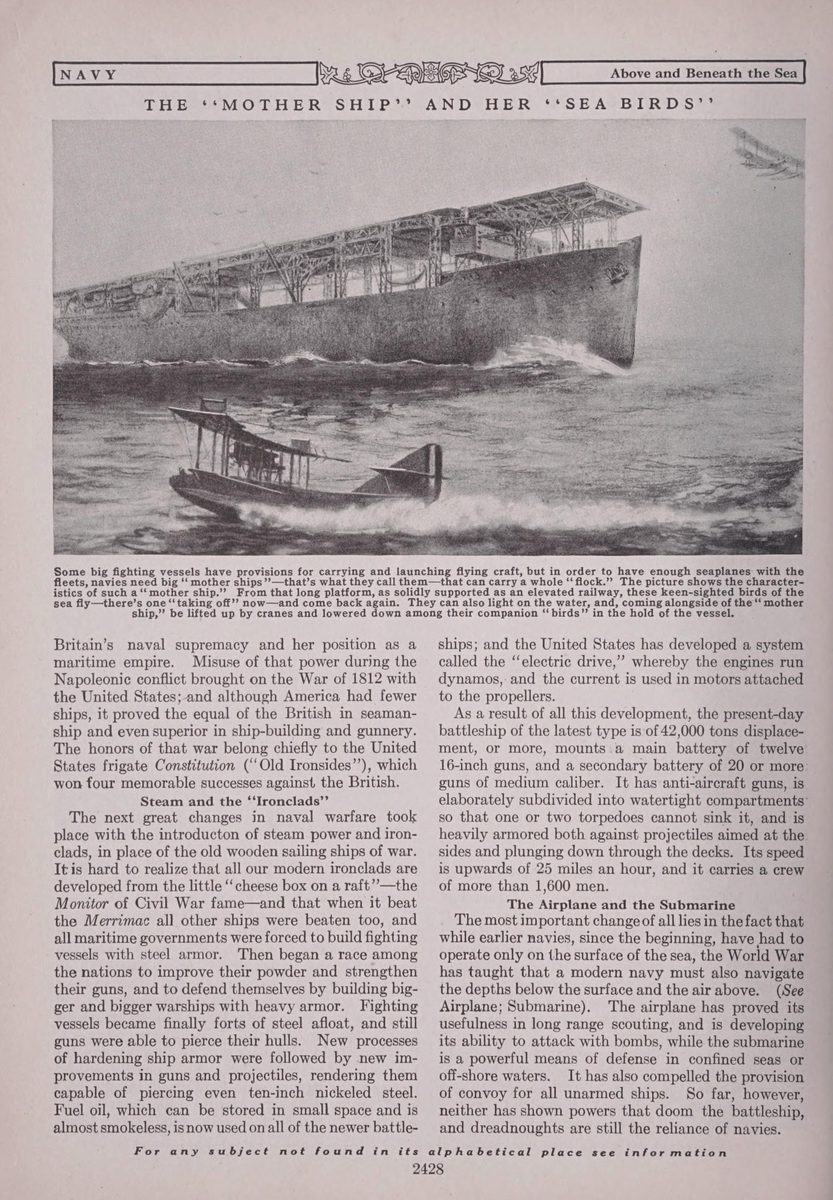 NAVY
Above and Beneath the Sea
THE “MOTHER SHIP” AND HER “SEA BIRDS”
Some big fighting vessels have provisions for carrying and launching flying craft, but in order to have enough seaplanes with the
fleets, navies need big “mother ships”—that’s what they call them—that can carry a whole “flock.” The picture shows the character-
istics of such a “mother ship.” From that long platform, as solidly supported as an elevated railway, these keen-sighted birds of the
sea fly—there’s one “taking off” now—and come back again. They can also light on the water, and, coming alongside of the “mother
ship,” be lifted up by cranes and lowered down among their companion “birds” in the hold of the vessel.
Britain’s naval supremacy and her position as a
maritime empire. Misuse of that power during the
Napoleonic conflict brought on the War of 1812 with
the United States; and although America had fewer
ships, it proved the equal of the British in seaman-
ship and even superior in ship-building and gunnery.
The honors of that war belong chiefly to the United
States frigate Constitution (“Old Ironsides”), which
won four memorable successes against the British.
Steam and the “Ironclads”
The next great changes in naval warfare took
place with the introducton of steam power and iron-
clads, in place of the old wooden sailing ships of war.
It is hard to realize that all our modern ironclads are
developed from the little “cheese box on a raft”—the
Monitor of Civil War fame—and that when it beat
the Merrimac all other ships were beaten too, and
all maritime governments were forced to build fighting
vessels with steel armor. Then began a race among
the nations to improve their powder and strengthen
their guns, and to defend themselves by building big-
ger and bigger warships with heavy armor. Fighting
vessels became finally forts of steel afloat, and still
guns were able to pierce their hulls. New processes
of hardening ship armor were followed by new im-
provements in guns and projectiles, rendering them
capable of piercing even ten-inch nickeled steel.
Fuel oil, which can be stored in small space and is
almost smokeless, is now used on all of the newer battle-
ships; and the United States has developed a system
called the “electric drive,” whereby the engines run
dynamos, and the current is used in motors attached
to the propellers.
As a result of all this development, the present-day
battleship of the latest type is of 42,000 tons displace-
ment, or more, mounts a main battery of twelve
16-inch guns, and a secondary battery of 20 or more
guns of medium caliber. It has anti-aircraft guns, is
elaborately subdivided into watertight compartments
so that one or two torpedoes cannot sink it, and is
heavily armored both against projectiles aimed at the
sides and plunging down through the decks. Its speed
is upwards of 25 miles an hour, and it carries a crew
of more than 1,600 men.
The Airplane and the Submarine
The most important change of all lies in the fact that
while earlier navies, since the beginning, have had to
operate only on the surface of the sea, the World War
has taught that a modern navy must also navigate
the depths below the surface and the air above. (See
Airplane; Submarine). The airplane has proved its
usefulness in long range scouting, and is developing
its ability to attack with bombs, while the submarine
is a powerful means of defense in confined seas or
off-shore waters. It has also compelled the provision
of convoy for all unarmed ships. So far, however,
neither has shown powers that doom the battleship,
and dreadnoughts are still the reliance of navies.
For any subject not found in its alphabetical place see information
2428